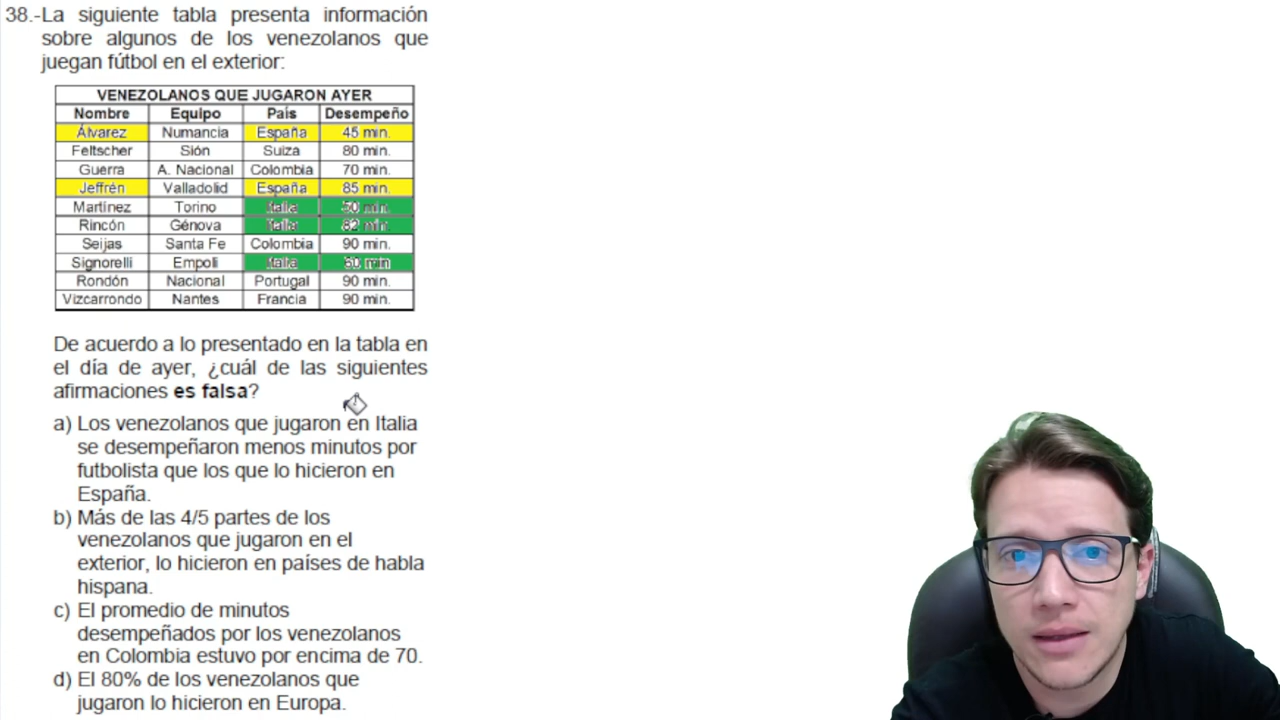 38.-La siguiente tabla presenta información
sobre algunos de los venezolanos que
juegan fútbol en el exterior:
VENEZOLANOS QUE JUGARON AYER
Nombre Equipo País Desempeño
Álvarez Numancia España 45 min.
Feltscher Sión Suiza 80 min.
Guerra A. Nacional Colombia 70 min.
Jeffrén Valladolid España 85 min.
Martínez Torino Italia 50 min.
Rincón Génova Italia 82 min.
Seijas Santa Fe Colombia 90 min.
Signorelli Empoli Italia min
Rondón Nacional Portugal 90 min.
Vizcarrondo Nantes Francia 90 min.
De acuerdo a lo presentado en la tabla en
el día de ayer, ¿cuál de las siguientes
afirmaciones es falsa?
a) Los venezolanos que jugaron en Italia
se desempeñaron menos minutos por
futbolista que los que lo hicieron en
España.
b) Más de las 4/5 partes de los
venezolanos que jugaron en el
exterior, lo hicieron en países de habla
hispana.
c) El promedio de minutos
desempeñados por los venezolanos
en Colombia estuvo por encima de 70.
d) El 80% de los venezolanos que
jugaron lo hicieron en Europa.